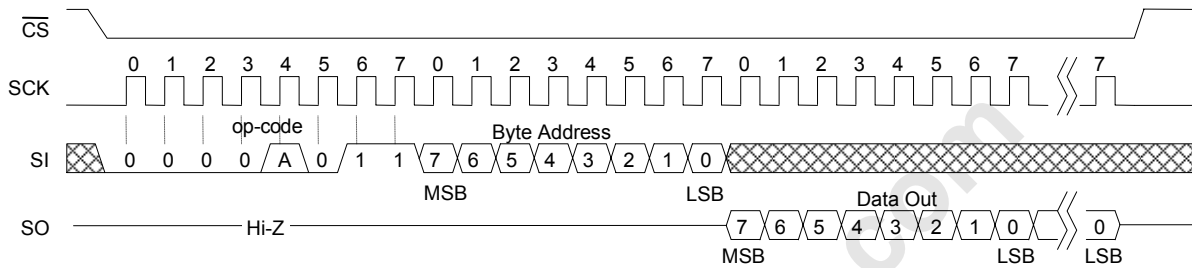 CS
0 1 2 3 4 5 6 7 0 1 2 3 4 5 6 7 0 1 2 3 4 5 6 7 7
SCK
op-code Byte Address
SI 0 0 0 0 A 0 1 1 7 6 5 4 3 2 1 0
MSB LSB Data Out
SO Hi-Z 7 6 5 4 3 2 1 0 0
MSB LSB LSB
com